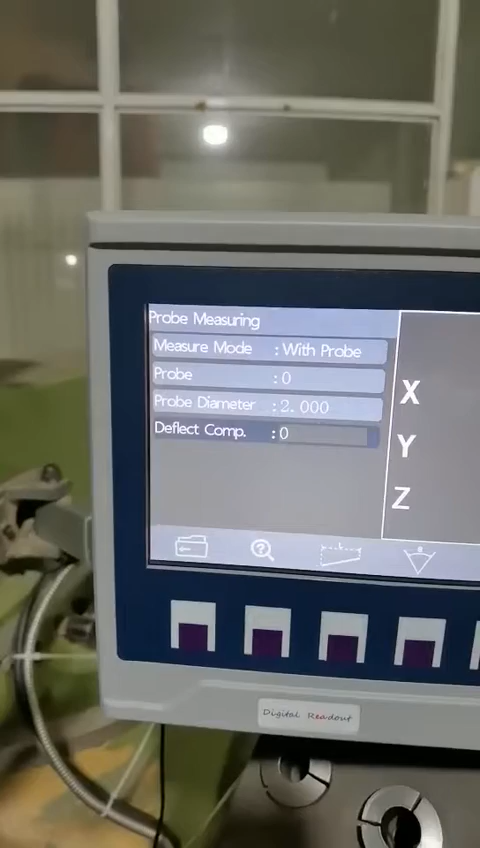 Probe Measuring
Measure Mode :With Probe
Probe :0
Probe Diameter :2.000
Deflect Comp. :0
X
Y
Z
Digital Readout